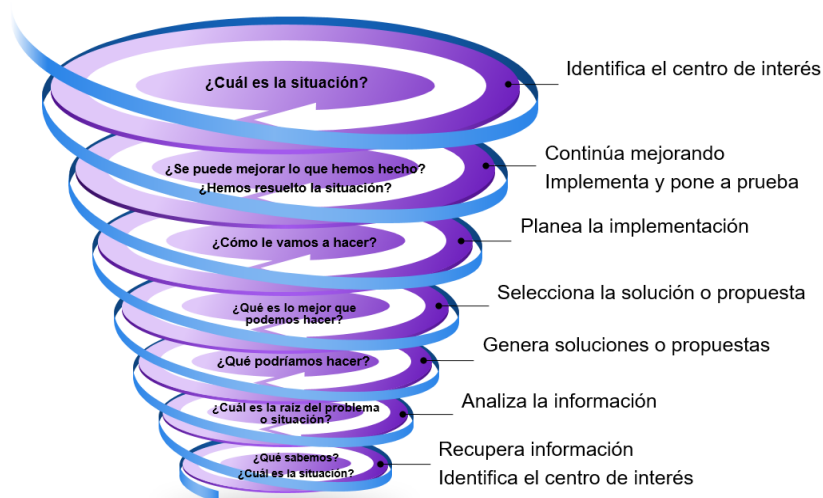 ¿Cuál es la situación?
Identifica el centro de interés
¿Se puede mejorar lo que hemos hecho?
¿Hemos resuelto la situación?
Continúa mejorando
Implementa y pone a prueba
¿Cómo le vamos a hacer?
Planea la implementación
¿Qué es lo mejor que
podemos hacer?
Selecciona la solución o propuesta
¿Qué podríamos hacer?
Genera soluciones o propuestas
¿Cuál es la raíz del problema
o situación?
Analiza la información
¿Qué sabemos?
¿Cuál es la situación?
Recupera información
Identifica el centro de interés